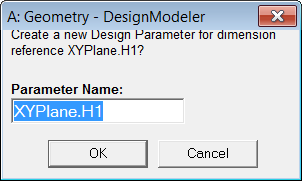 A: Geometry - DesignModeler
Create a new Design Parameter for dimension
reference XYPlane.H1?
Parameter Name:
XYPlane.H1
OK
Cancel